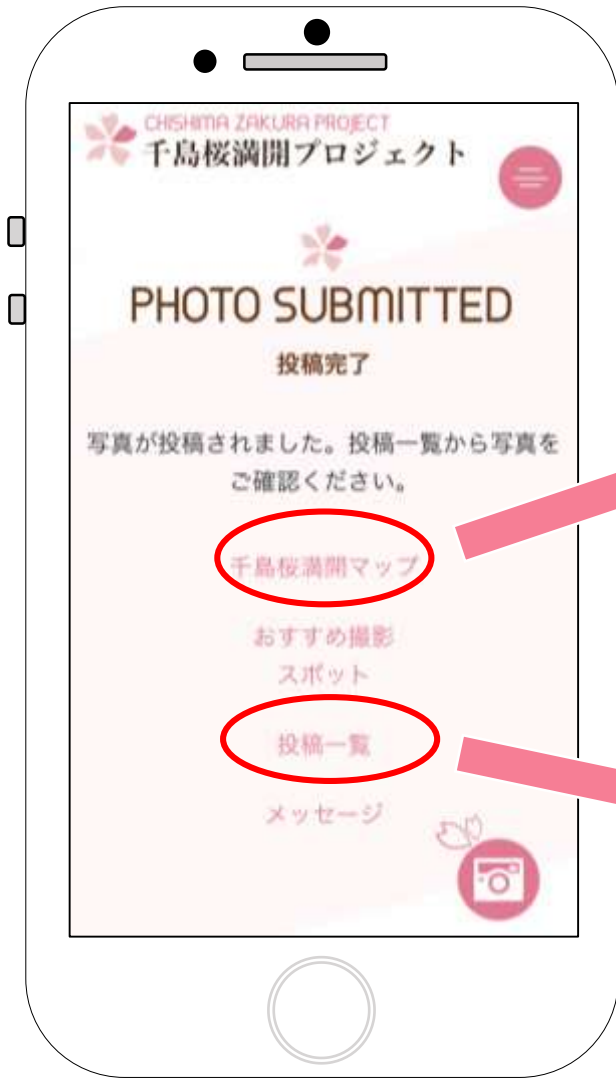 CHISHIMA ZAKURA PROJECT
千島桜満開プロジェクト
PHOTO SUBMITTED
投稿完了
写真が投稿されました。投稿一覧から写真を
ご確認ください。
千島桜満開マップ
おすすめ撮影
スポット
投稿一覧
メッセージ